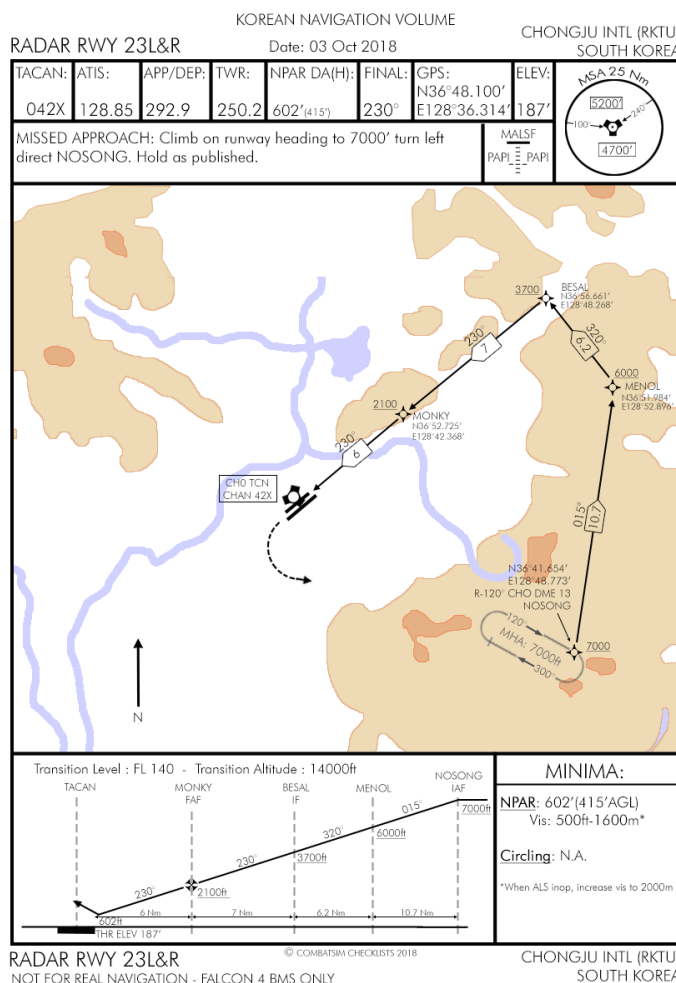 KOREAN NAVIGATION VOLUME
RADAR RWY 23L&R
Date: 03 Oct 2018
CHONGJU INTL (RKTU
SOUTH KOREA
TACAN:
042X
ATIS:
128.85
APP/DEP:
292.9
TWR:
250.2
NPAR DA(H):
602'(415')
FINAL:
230°
GPS:
N36°48.100'
E128°36.314'
ELEV:
187'
MSA 25 Nm
5200'
100°
240°
4700'
MISSED APPROACH: Climb on runway heading to 7000' turn left
direct NOSONG. Hold as published.
MALSF
PAPI PAPI
3700
BESAL
N36°56.661'
E128°48.268'
320°
6.2
230°
7
6000
MENOL
N36°51.984'
E128°52.896'
2100
MONKY
N36°52.725'
E128°42.368'
230°
6
CH0 TCN
CHAN 42X
015°
10.7
N36°41.654'
E128°48.773'
R-120° CHO DME 13
NOSONG
120°
MHA: 7000ft
300°
7000
N
Transition Level : FL 140 - Transition Altitude : 14000ft
TACAN
MONKY
FAF
BESAL
IF
MENOL
NOSONG
IAF
015°
7000ft
320°
6000ft
230°
3700ft
230°
2100ft
602ft
6 Nm
7 Nm
6.2 Nm
10.7 Nm
THR ELEV 187'
MINIMA:
NPAR: 602'(415'AGL)
Vis: 500ft-1600m*
Circling: N.A.
*When ALS inop, increase vis to 2000m
RADAR RWY 23L&R
© COMBATSIM CHECKLISTS 2018
CHONGJU INTL (RKTU
NOT FOR REAL NAVIGATION - FALCON 4 BMS ONLY
SOUTH KOREA